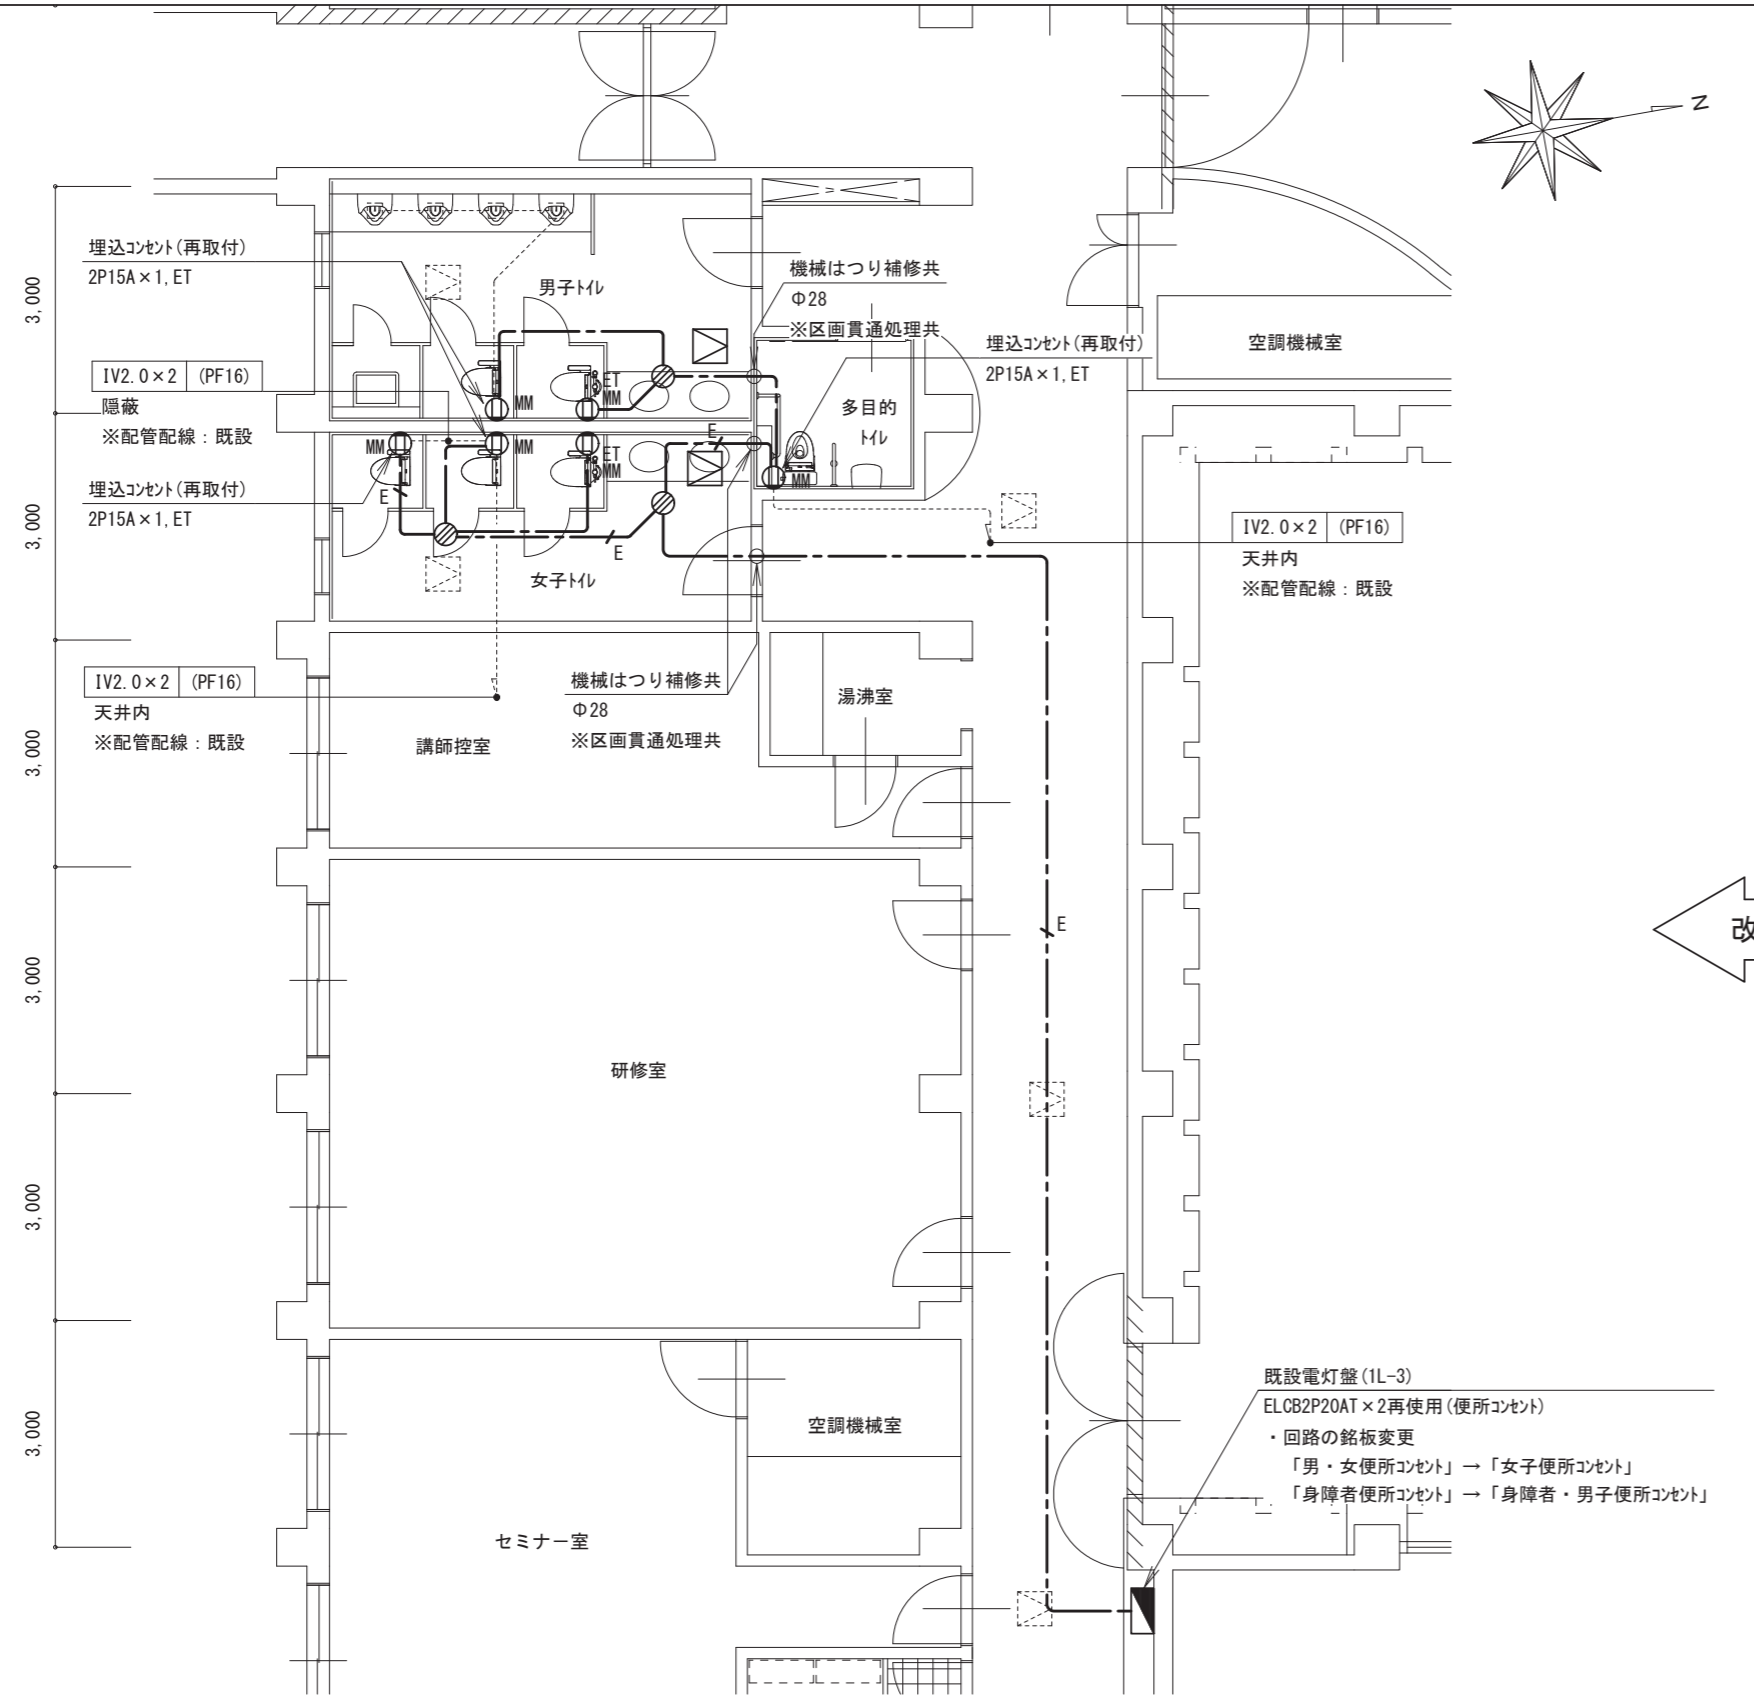 N
埋込コンセント(再取付)
2P15A×1,ET
男子トイレ
機械はつり補修共
Φ28
※区画貫通処理共
埋込コンセント(再取付)
2P15A×1,ET
空調機械室
3,000
IV2.0×2 (PF16)
隠蔽
※配管配線：既設
ET
MM
MM
多目的
トイレ
E
MM
MM
ET
MM
MM
埋込コンセント(再取付)
2P15A×1,ET
E
E
3,000
IV2.0×2 (PF16)
天井内
※配管配線：既設
女子トイレ
IV2.0×2 (PF16)
天井内
※配管配線：既設
機械はつり補修共
Φ28
※区画貫通処理共
湯沸室
講師控室
3,000
E
改
3,000
研修室
3,000
既設電灯盤(1L-3)
ELCB2P20AT×2再使用(便所コンセント)
・回路の銘板変更
「男・女便所コンセント」→「女子便所コンセント」
「身障者便所コンセント」→「身障者・男子便所コンセント」
3,000
空調機械室
セミナー室